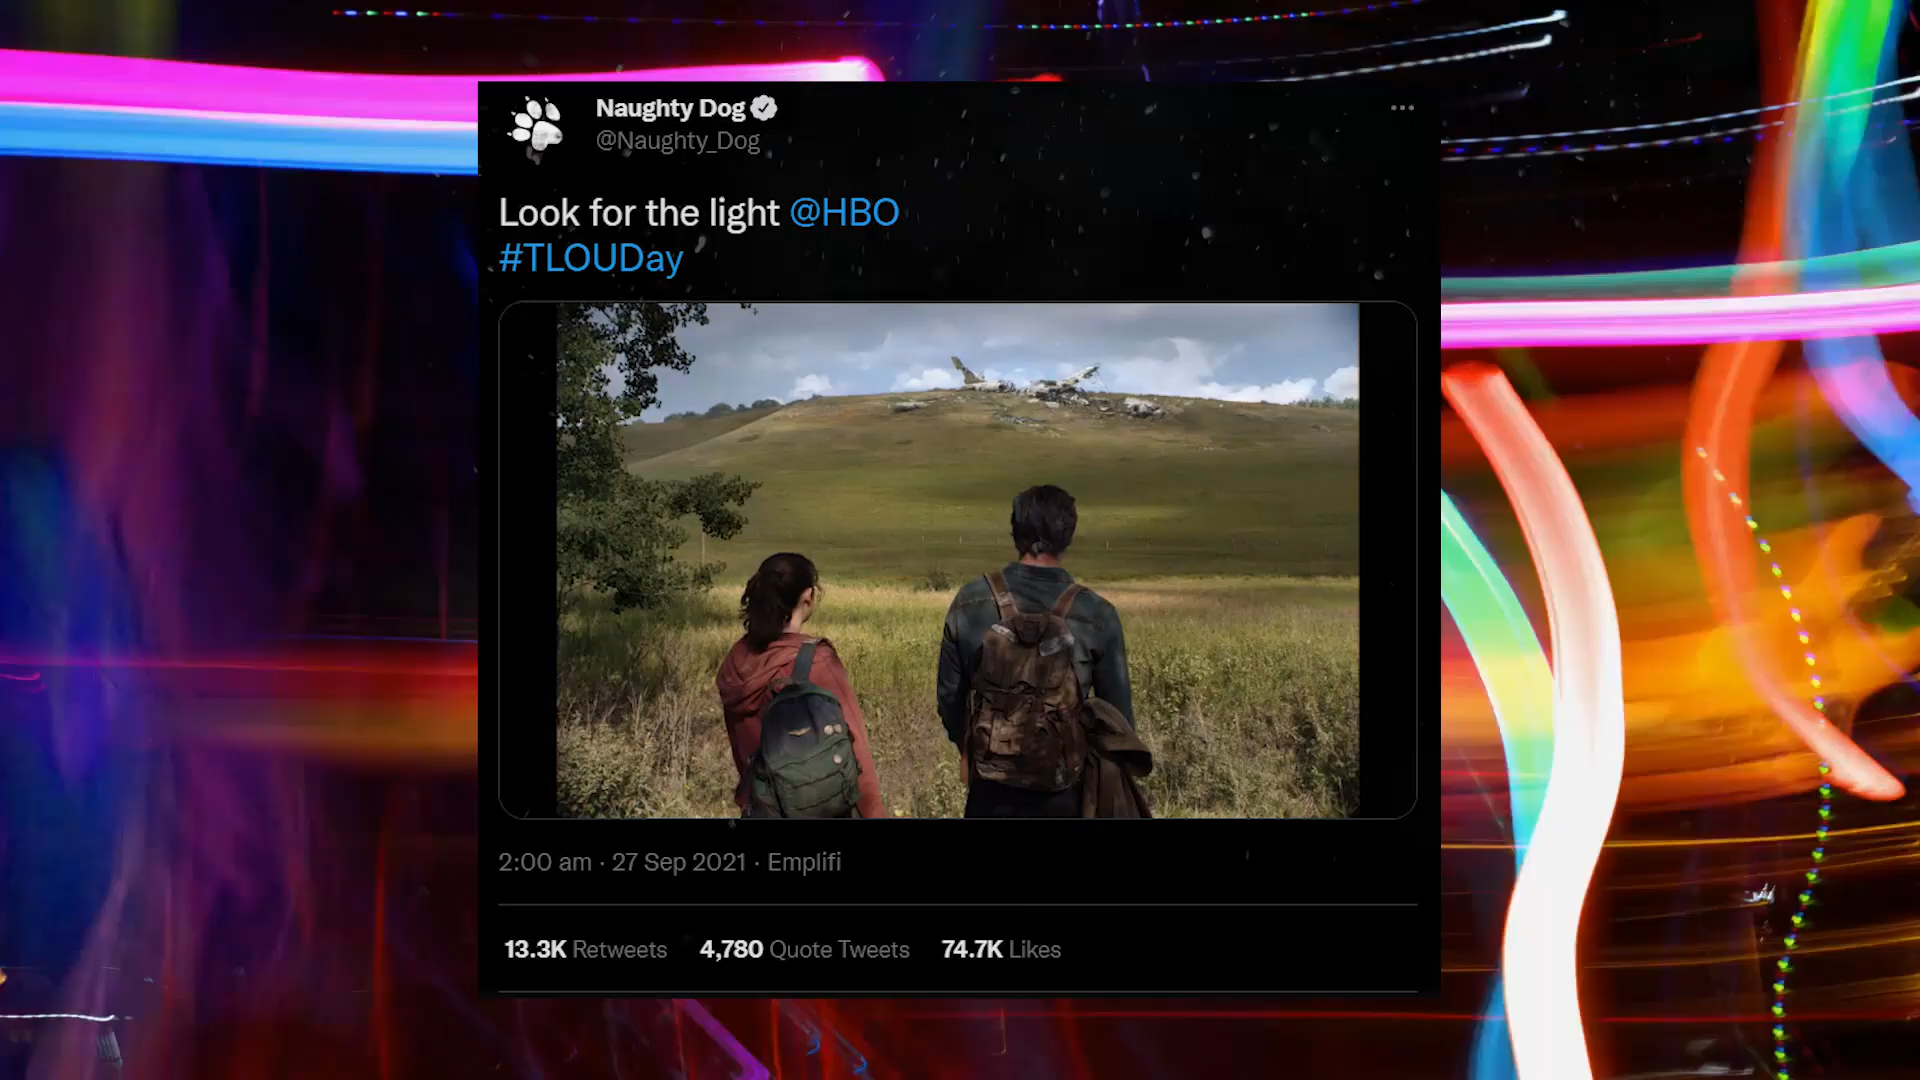 Naughty Dog
@Naughty_Dog
Look for the light @HBO
#TLOUDay
2:00 am · 27 Sep 2021 · Emplifi
13.3K Retweets 4,780 Quote Tweets 74.7K Likes